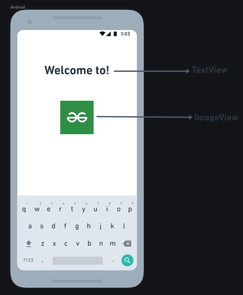 Android
3:03
Welcome to!
TextView
ImageView
q w e r t y u i o p
a s d f g h j k l
z x c v b n m
?123 , .